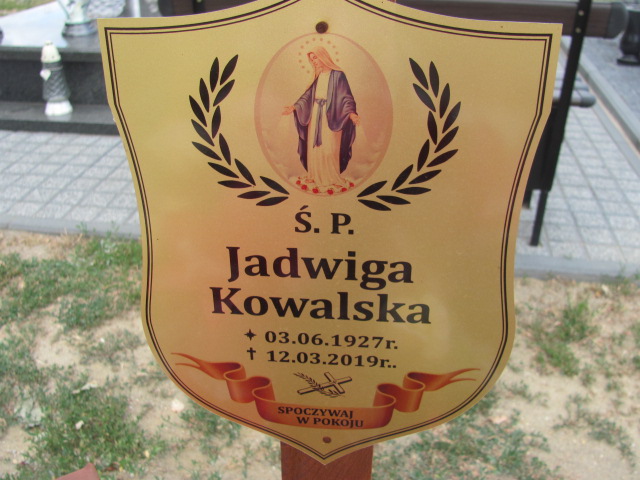 Ś. P.
Jadwiga
Kowalska
✦ 03.06.1927r.
† 12.03.2019r..
SPOCZYWAJ
W POKOJU